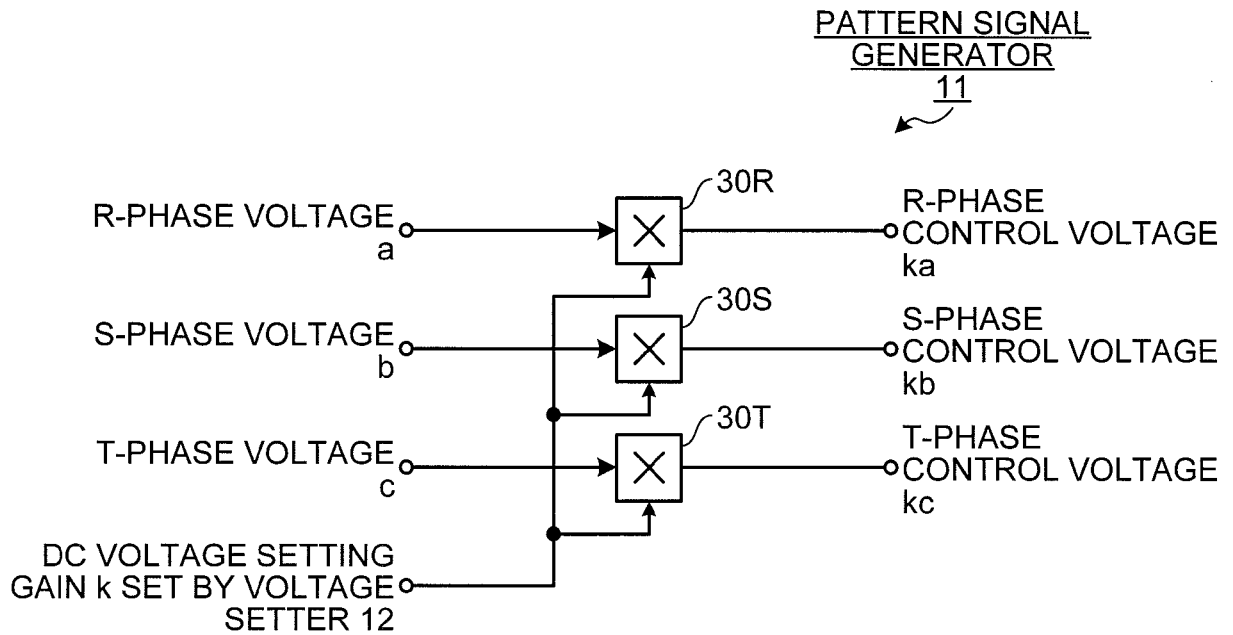 PATTERN SIGNAL
GENERATOR
11
30R
R-PHASE VOLTAGE
a
R-PHASE
CONTROL VOLTAGE
ka
30S
S-PHASE VOLTAGE
b
S-PHASE
CONTROL VOLTAGE
kb
30T
T-PHASE VOLTAGE
c
T-PHASE
CONTROL VOLTAGE
kc
DC VOLTAGE SETTING
GAIN k SET BY VOLTAGE
SETTER 12